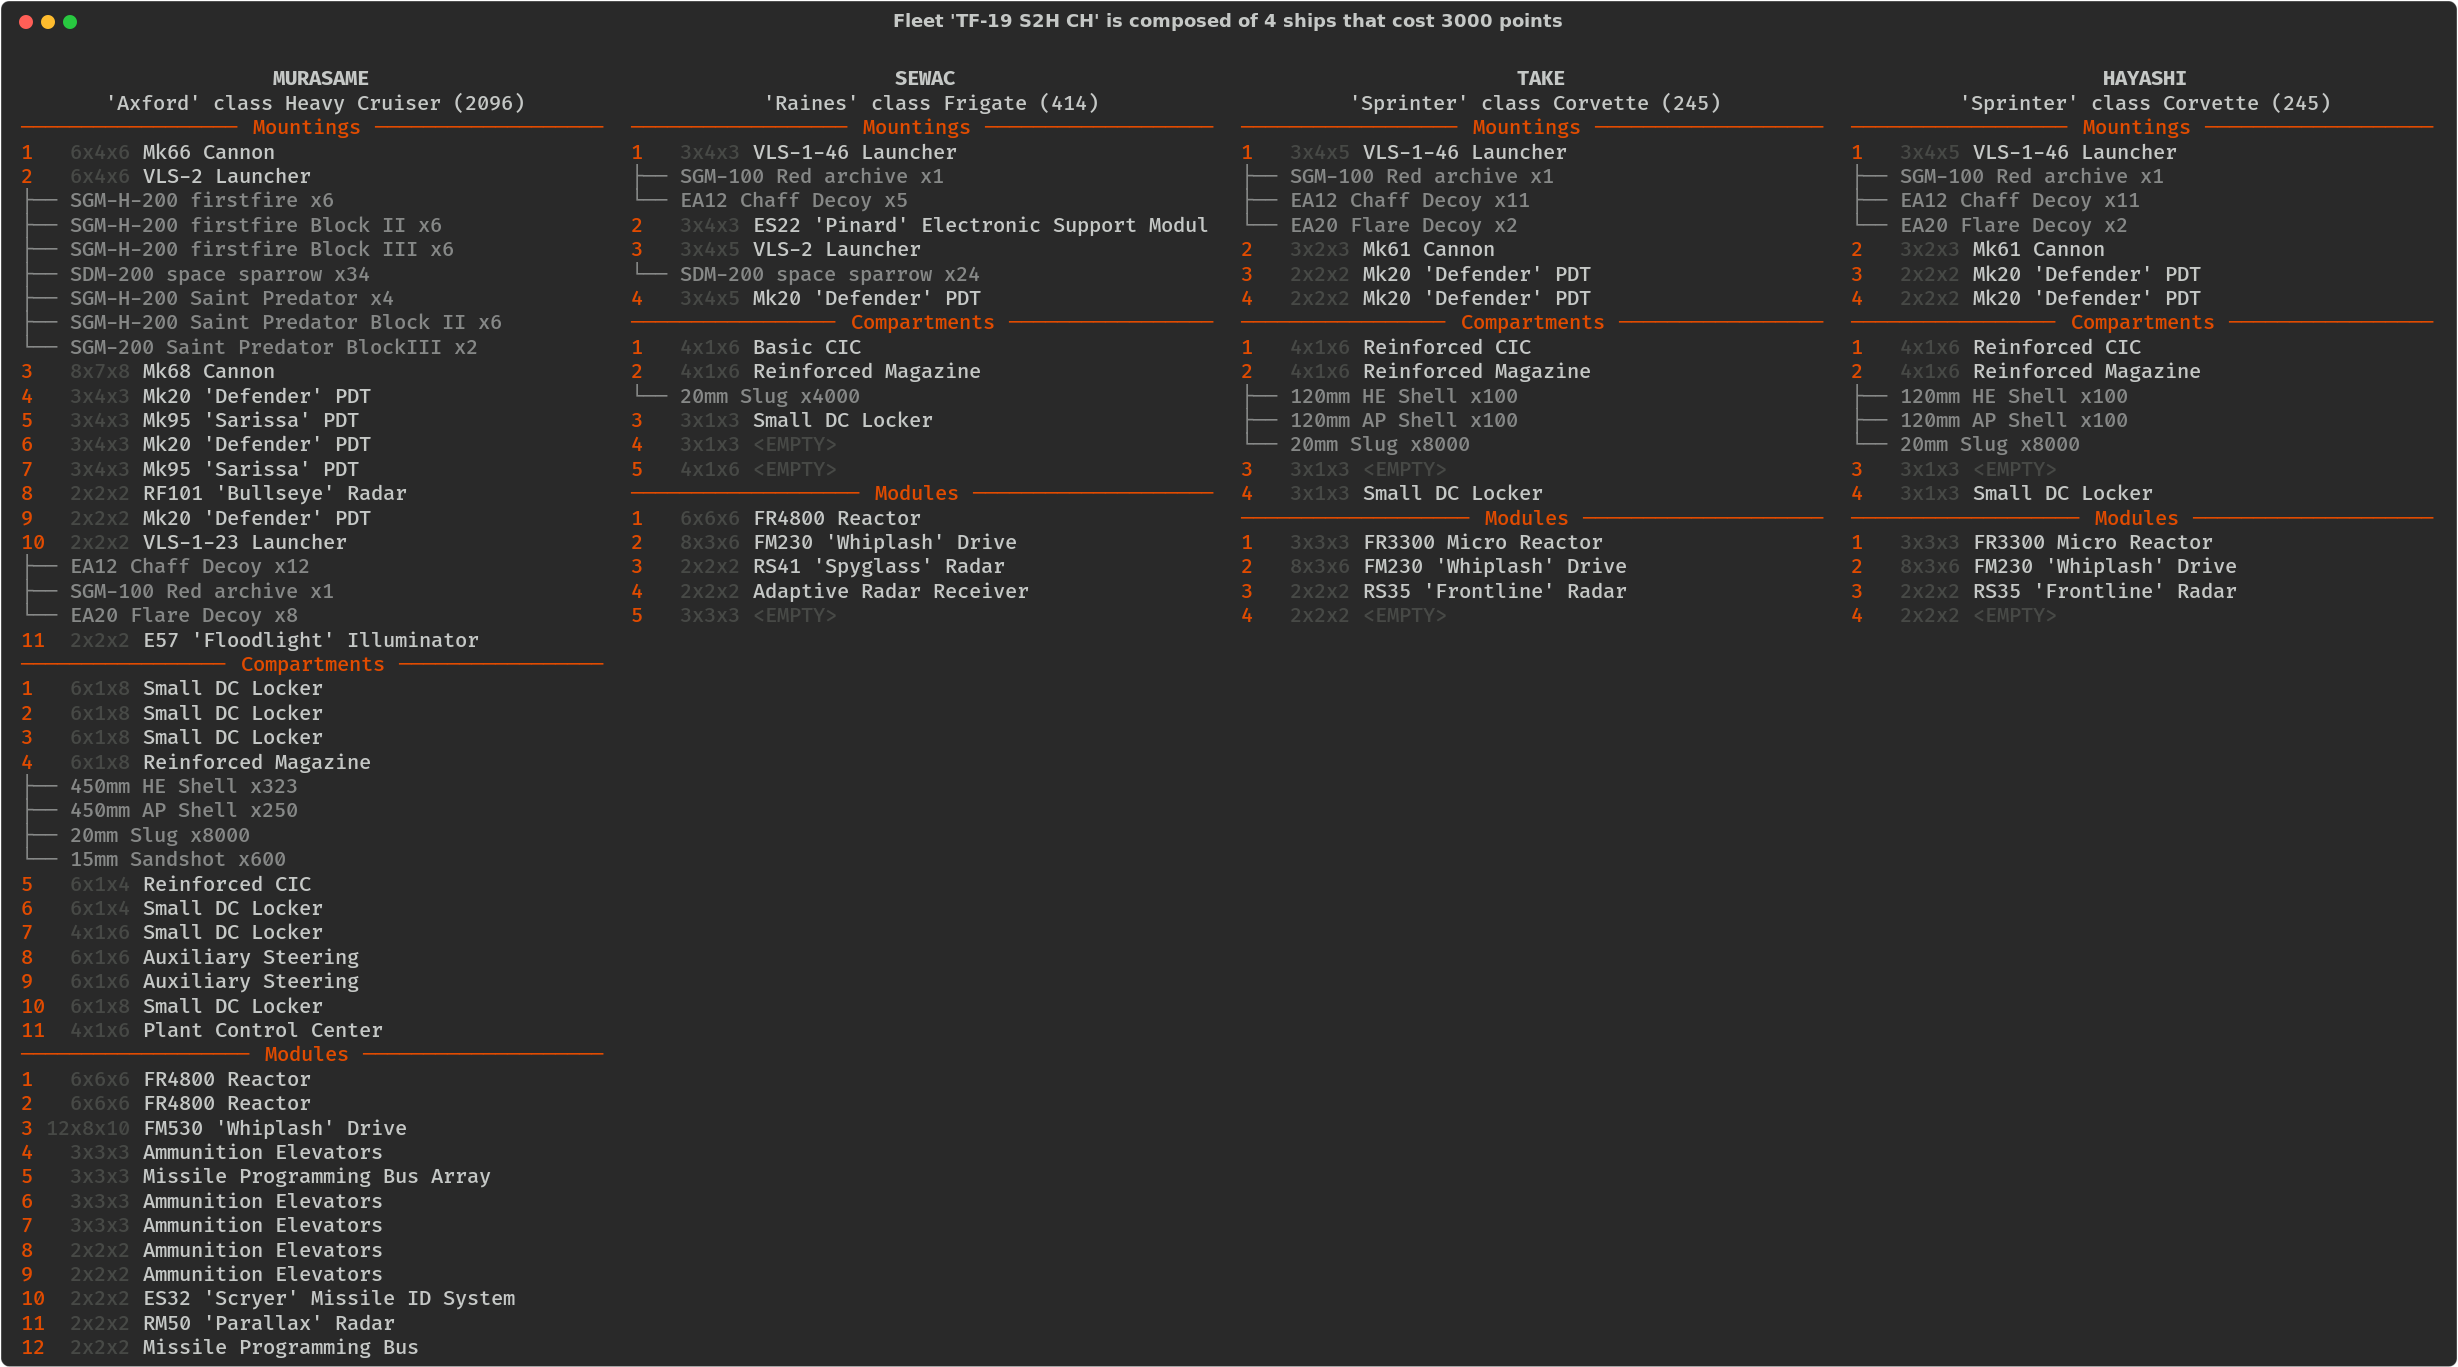 Fleet 'TF-19 S2H CH' is composed of 4 ships that cost 3000 points
MURASAME
'Axford' class Heavy Cruiser (2096)
Mountings
1 6x4x6 Mk66 Cannon
2 6x4x6 VLS-2 Launcher
SGM-H-200 firstfire x6
SGM-H-200 firstfire Block II x6
SGM-H-200 firstfire Block III x6
SDM-200 space sparrow x34
SGM-H-200 Saint Predator x4
SGM-H-200 Saint Predator Block II x6
SGM-200 Saint Predator BlockIII x2
3 8x7x8 Mk68 Cannon
4 3x4x3 Mk20 'Defender' PDT
5 3x4x3 Mk95 'Sarissa' PDT
6 3x4x3 Mk20 'Defender' PDT
7 3x4x3 Mk95 'Sarissa' PDT
8 2x2x2 RF101 'Bullseye' Radar
9 2x2x2 Mk20 'Defender' PDT
10 2x2x2 VLS-1-23 Launcher
EA12 Chaff Decoy x12
SGM-100 Red archive x1
EA20 Flare Decoy x8
11 2x2x2 E57 'Floodlight' Illuminator
Compartments
1 6x1x8 Small DC Locker
2 6x1x8 Small DC Locker
3 6x1x8 Small DC Locker
4 6x1x8 Reinforced Magazine
450mm HE Shell x323
450mm AP Shell x250
20mm Slug x8000
15mm Sandshot x600
5 6x1x4 Reinforced CIC
6 6x1x4 Small DC Locker
7 4x1x6 Small DC Locker
8 6x1x6 Auxiliary Steering
9 6x1x6 Auxiliary Steering
10 6x1x8 Small DC Locker
11 4x1x6 Plant Control Center
Modules
1 6x6x6 FR4800 Reactor
2 6x6x6 FR4800 Reactor
3 12x8x10 FM530 'Whiplash' Drive
4 3x3x3 Ammunition Elevators
5 3x3x3 Missile Programming Bus Array
6 3x3x3 Ammunition Elevators
7 3x3x3 Ammunition Elevators
8 2x2x2 Ammunition Elevators
9 2x2x2 Ammunition Elevators
10 2x2x2 ES32 'Scryer' Missile ID System
11 2x2x2 RM50 'Parallax' Radar
12 2x2x2 Missile Programming Bus
SEWAC
'Raines' class Frigate (414)
Mountings
1 3x4x3 VLS-1-46 Launcher
SGM-100 Red archive x1
EA12 Chaff Decoy x5
2 3x4x3 ES22 'Pinard' Electronic Support Modul
3 3x4x5 VLS-2 Launcher
SDM-200 space sparrow x24
4 3x4x5 Mk20 'Defender' PDT
Compartments
1 4x1x6 Basic CIC
2 4x1x6 Reinforced Magazine
20mm Slug x4000
3 3x1x3 Small DC Locker
4 3x1x3 <EMPTY>
5 4x1x6 <EMPTY>
Modules
1 6x6x6 FR4800 Reactor
2 8x3x6 FM230 'Whiplash' Drive
3 2x2x2 RS41 'Spyglass' Radar
4 2x2x2 Adaptive Radar Receiver
5 3x3x3 <EMPTY>
TAKE
'Sprinter' class Corvette (245)
Mountings
1 3x4x5 VLS-1-46 Launcher
SGM-100 Red archive x1
EA12 Chaff Decoy x11
EA20 Flare Decoy x2
2 3x2x3 Mk61 Cannon
3 2x2x2 Mk20 'Defender' PDT
4 2x2x2 Mk20 'Defender' PDT
Compartments
1 4x1x6 Reinforced CIC
2 4x1x6 Reinforced Magazine
120mm HE Shell x100
120mm AP Shell x100
20mm Slug x8000
3 3x1x3 <EMPTY>
4 3x1x3 Small DC Locker
Modules
1 3x3x3 FR3300 Micro Reactor
2 8x3x6 FM230 'Whiplash' Drive
3 2x2x2 RS35 'Frontline' Radar
4 2x2x2 <EMPTY>
HAYASHI
'Sprinter' class Corvette (245)
Mountings
1 3x4x5 VLS-1-46 Launcher
SGM-100 Red archive x1
EA12 Chaff Decoy x11
EA20 Flare Decoy x2
2 3x2x3 Mk61 Cannon
3 2x2x2 Mk20 'Defender' PDT
4 2x2x2 Mk20 'Defender' PDT
Compartments
1 4x1x6 Reinforced CIC
2 4x1x6 Reinforced Magazine
120mm HE Shell x100
120mm AP Shell x100
20mm Slug x8000
3 3x1x3 <EMPTY>
4 3x1x3 Small DC Locker
Modules
1 3x3x3 FR3300 Micro Reactor
2 8x3x6 FM230 'Whiplash' Drive
3 2x2x2 RS35 'Frontline' Radar
4 2x2x2 <EMPTY>